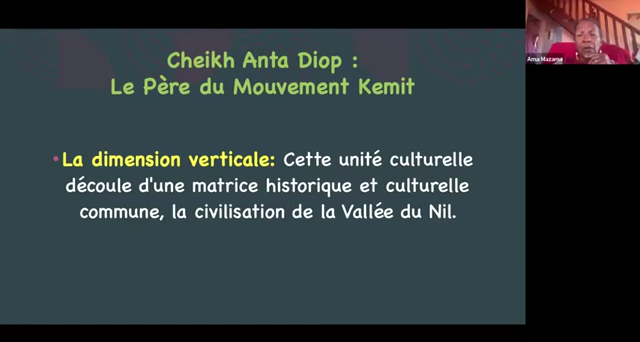 Cheikh Anta Diop :
Le Père du Mouvement Kemit
• La dimension verticale: Cette unité culturelle
découle d'une matrice historique et culturelle
commune, la civilisation de la Vallée du Nil.
Ama Mazama